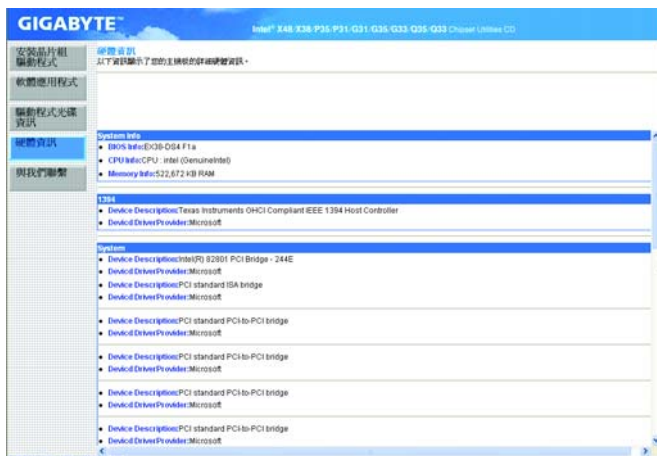 GIGABYTE™
Intel® X48/X38/P35/P31/G31/G35/G33/Q35/Q33 Chipset Utilities CD
安裝晶片組
驅動程式
軟體應用程式
驅動程式光碟
資訊
硬體資訊
與我們聯繫
硬體資訊
以下資訊顯示了您的主機板的詳細硬體資訊。
System Info
• BIOS Info:EX38-DS4 F1a
• CPU Info:CPU : intel (GenuineIntel)
• Memory Info:522,672 KB RAM
1394
• Device Description:Texas Instruments OHCI Compliant IEEE 1394 Host Controller
• Devicd DriverProvider:Microsoft
System
• Device Description:Intel(R) 82801 PCI Bridge - 244E
• Devicd DriverProvider:Microsoft
• Device Description:PCI standard ISA bridge
• Devicd DriverProvider:Microsoft
• Device Description:PCI standard PCI-to-PCI bridge
• Devicd DriverProvider:Microsoft
• Device Description:PCI standard PCI-to-PCI bridge
• Devicd DriverProvider:Microsoft
• Device Description:PCI standard PCI-to-PCI bridge
• Devicd DriverProvider:Microsoft
• Device Description:PCI standard PCI-to-PCI bridge
• Devicd DriverProvider:Microsoft